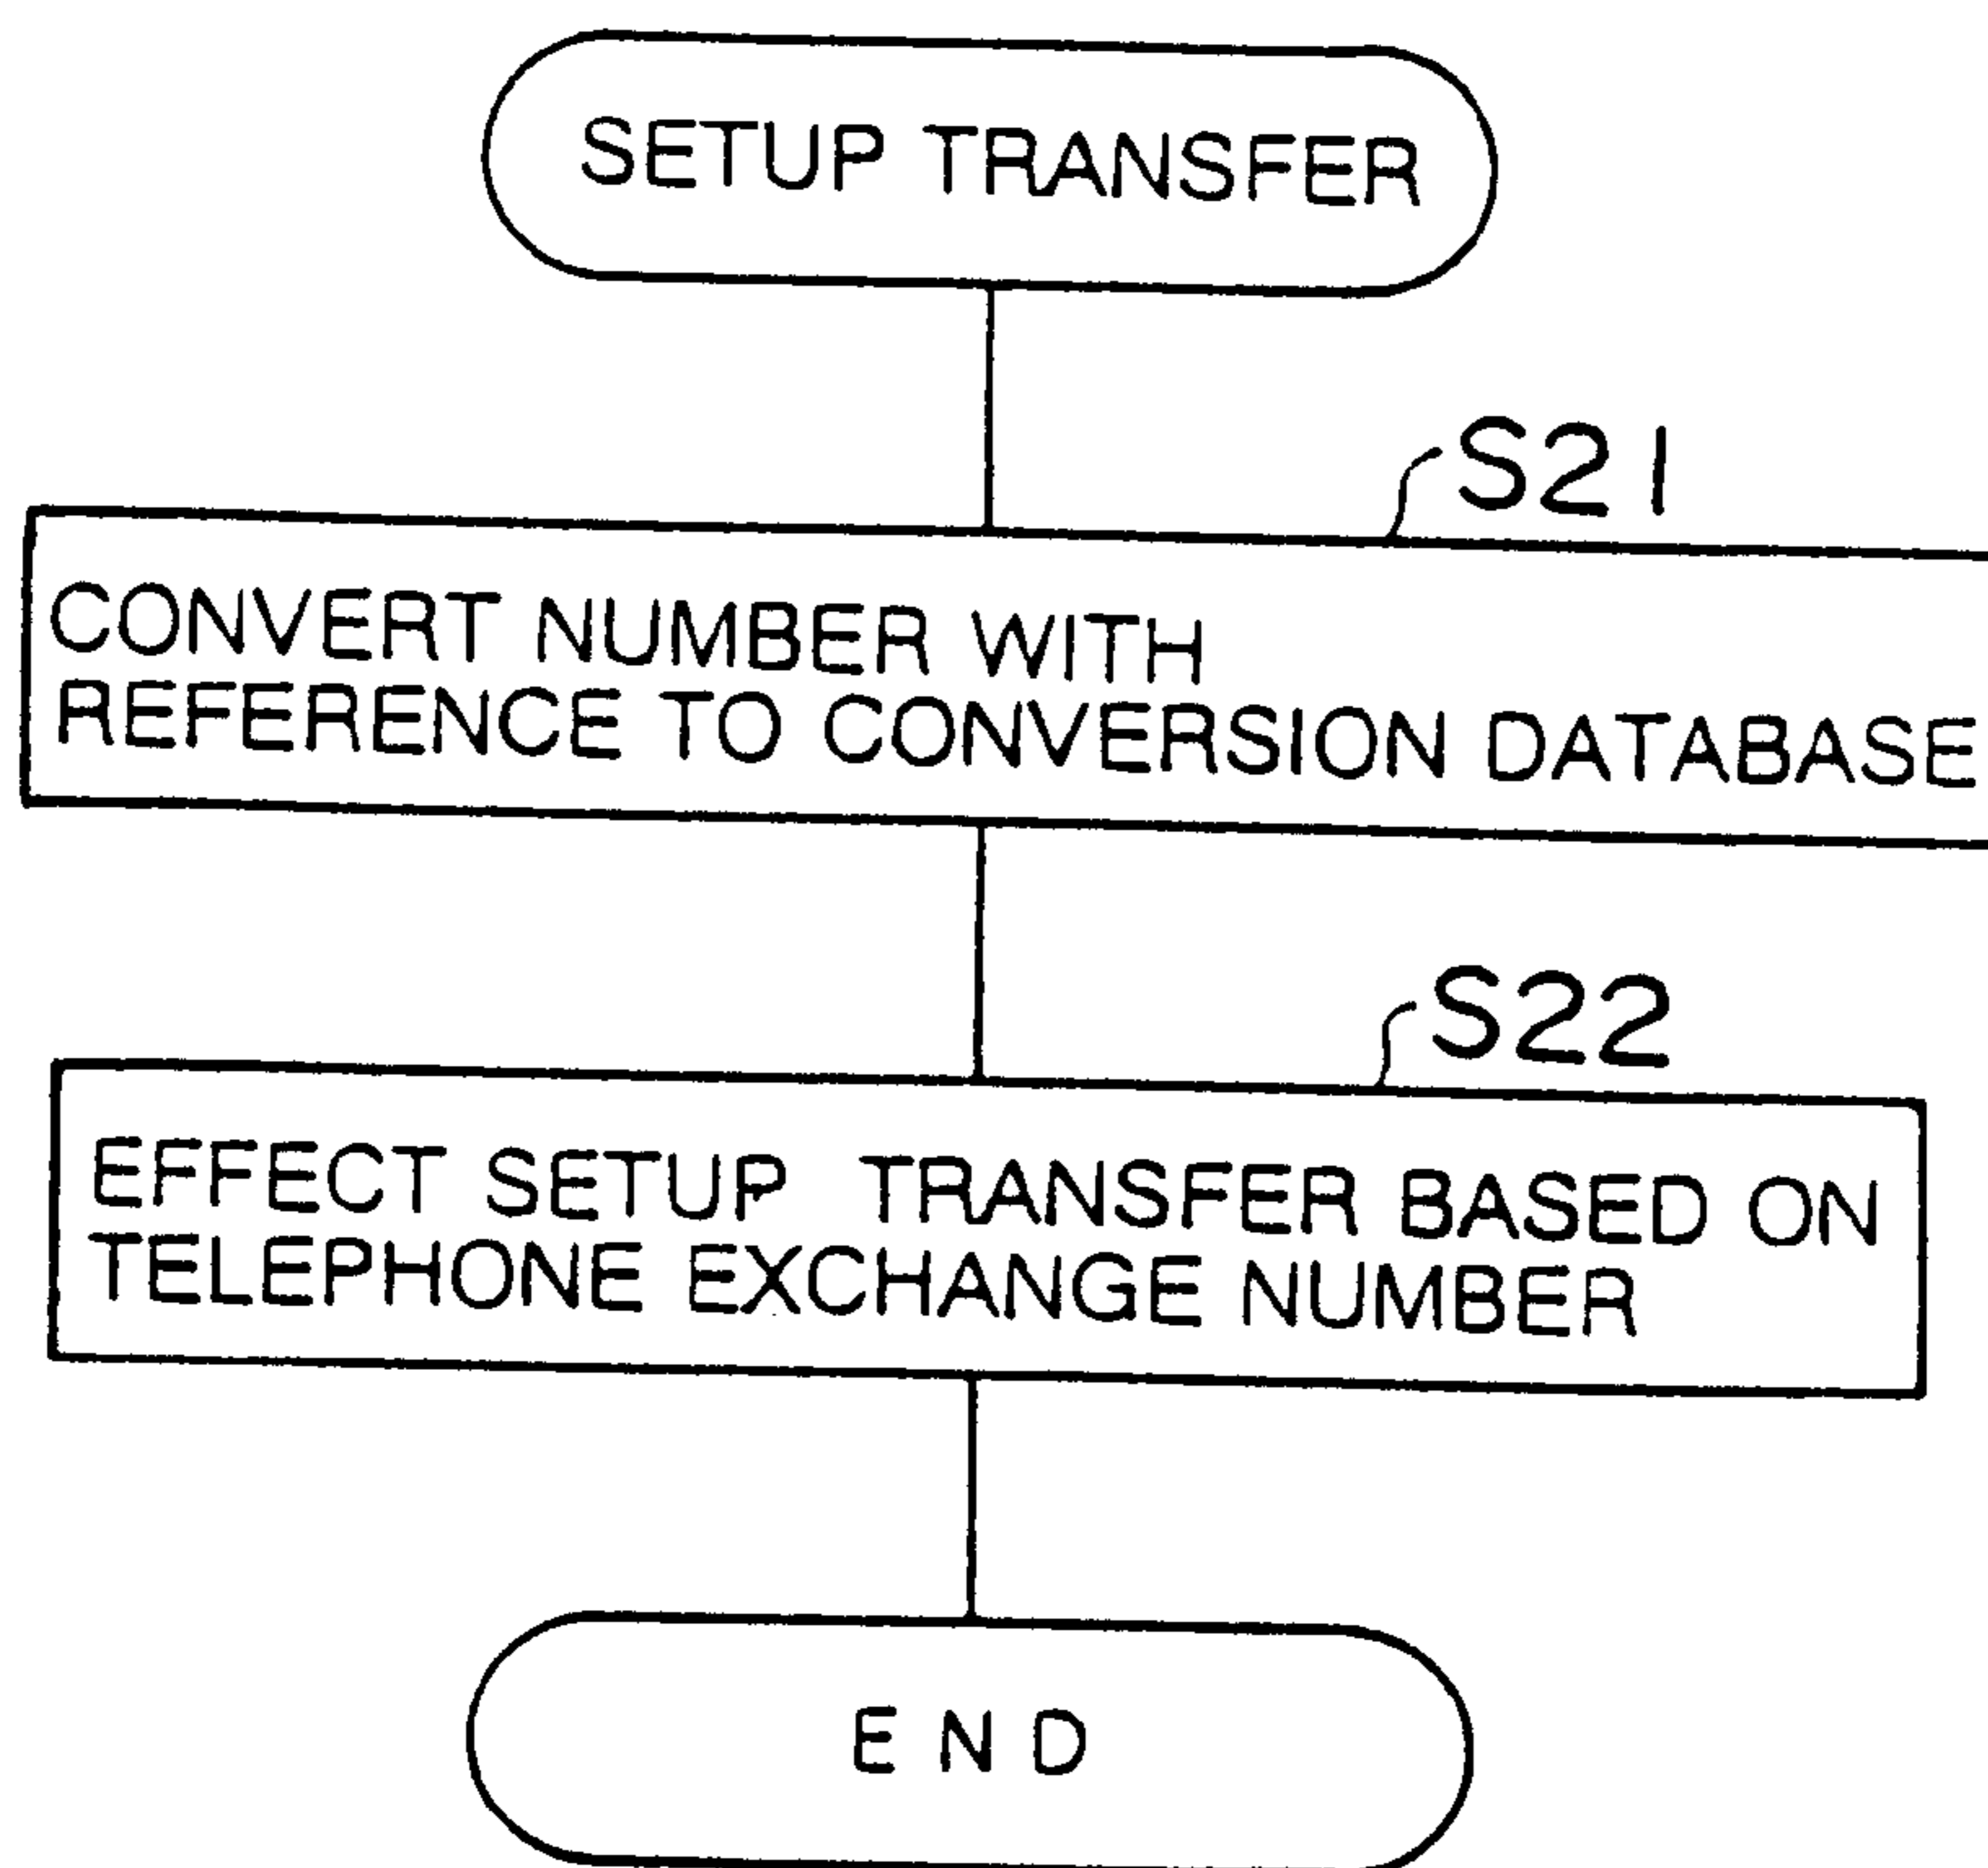 SETUP TRANSFER
S21
CONVERT NUMBER WITH
REFERENCE TO CONVERSION DATABASE
S22
EFFECT SETUP TRANSFER BASED ON
TELEPHONE EXCHANGE NUMBER
END